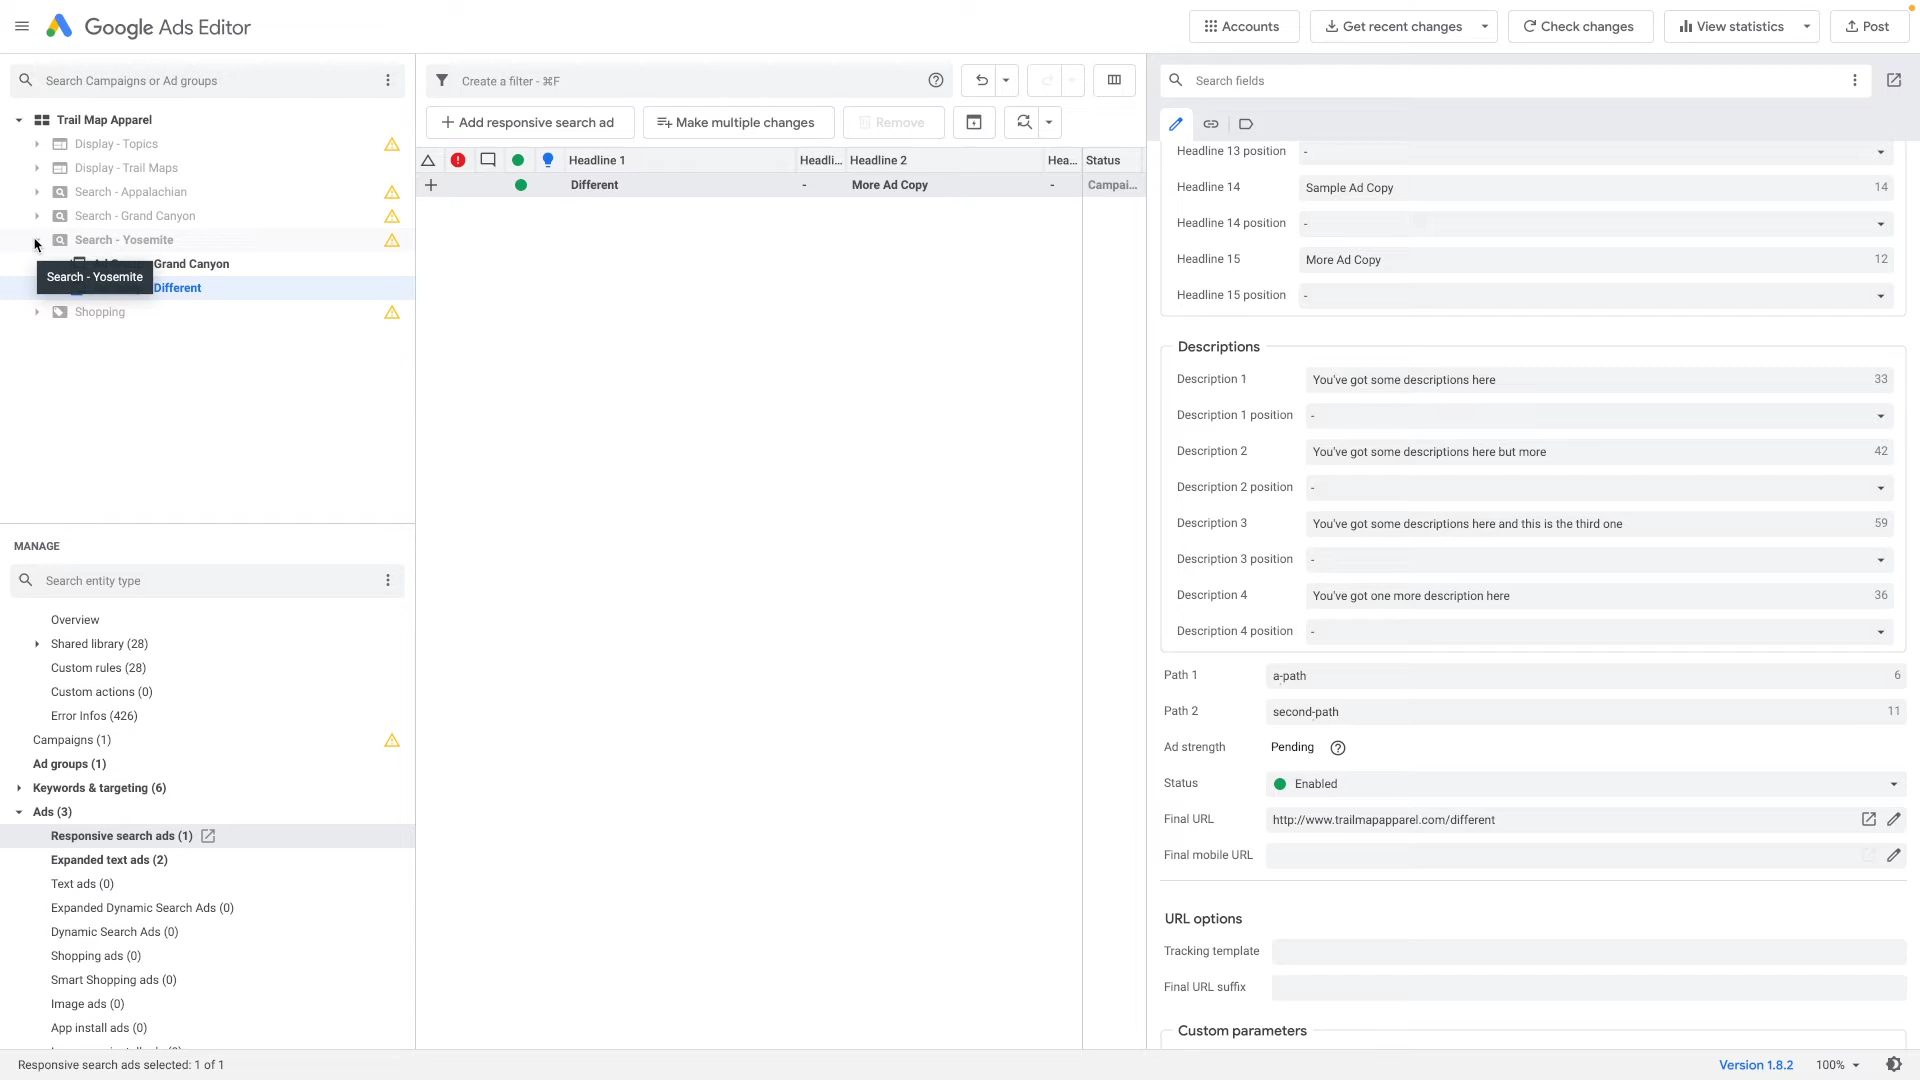 Google Ads Editor
Accounts
Get recent changes
Check changes
View statistics
Post
Search Campaigns or Ad groups
Trail Map Apparel
Display - Topics
Display - Trail Maps
Search - Appalachian
Search - Grand Canyon
Search - Yosemite
Grand Canyon
Search - Yosemite
Different
Shopping
MANAGE
Search entity type
Overview
Shared library (28)
Custom rules (28)
Custom actions (0)
Error Infos (426)
Campaigns (1)
Ad groups (1)
Keywords & targeting (6)
Ads (3)
Responsive search ads (1)
Expanded text ads (2)
Text ads (0)
Expanded Dynamic Search Ads (0)
Dynamic Search Ads (0)
Shopping ads (0)
Smart Shopping ads (0)
Image ads (0)
App install ads (0)
Create a filter - ⌘F
Add responsive search ad
Make multiple changes
Remove
Headline 1 Headli... Headline 2 Hea... Status
Different - More Ad Copy - Campai...
Search fields
Headline 13 position -
Headline 14 Sample Ad Copy 14
Headline 14 position -
Headline 15 More Ad Copy 12
Headline 15 position -
Descriptions
Description 1 You've got some descriptions here 33
Description 1 position -
Description 2 You've got some descriptions here but more 42
Description 2 position -
Description 3 You've got some descriptions here and this is the third one 59
Description 3 position -
Description 4 You've got one more description here 36
Description 4 position -
Path 1 a-path 6
Path 2 second-path 11
Ad strength Pending
Status Enabled
Final URL http://www.trailmapapparel.com/different
Final mobile URL
URL options
Tracking template
Final URL suffix
Custom parameters
Responsive search ads selected: 1 of 1
Version 1.8.2
100%